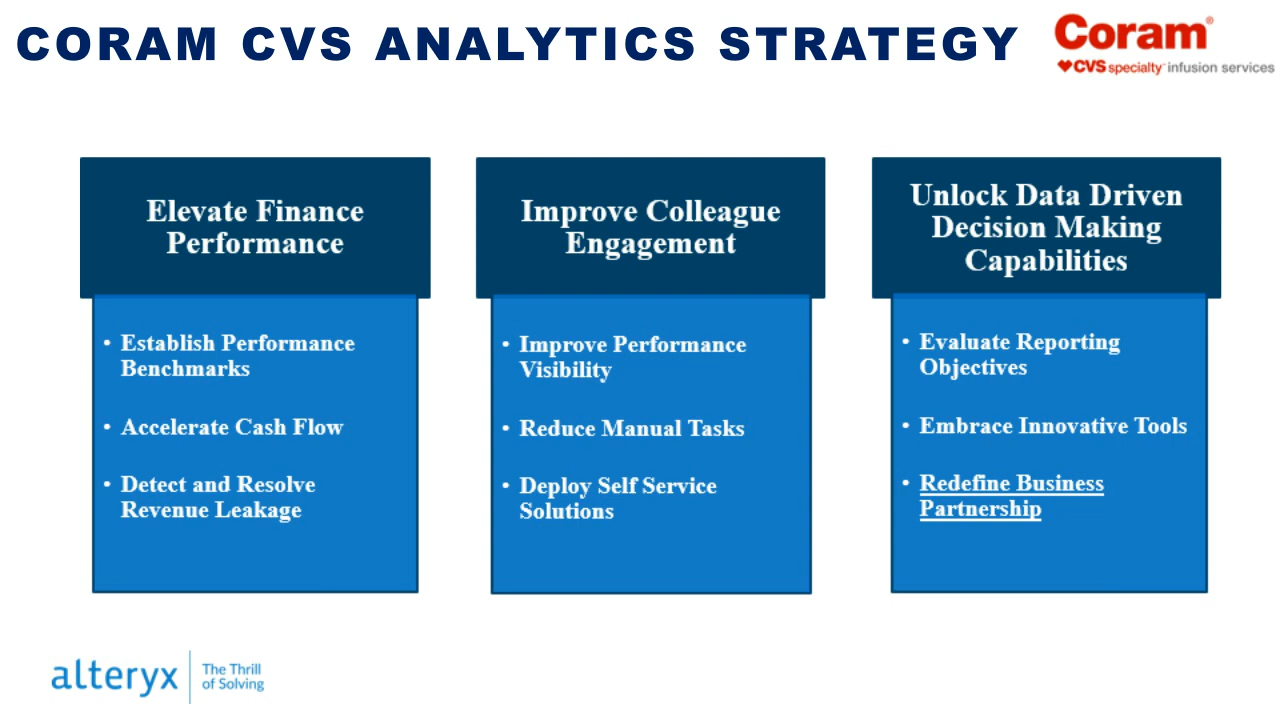 CORAM CVS ANALYTICS STRATEGY
Coram®
CVS specialty™ infusion services
Elevate Finance
Performance
• Establish Performance
Benchmarks
• Accelerate Cash Flow
• Detect and Resolve
Revenue Leakage
Improve Colleague
Engagement
• Improve Performance
Visibility
• Reduce Manual Tasks
• Deploy Self Service
Solutions
Unlock Data Driven
Decision Making
Capabilities
• Evaluate Reporting
Objectives
• Embrace Innovative Tools
• Redefine Business
Partnership
alteryx
The Thrill
of Solving